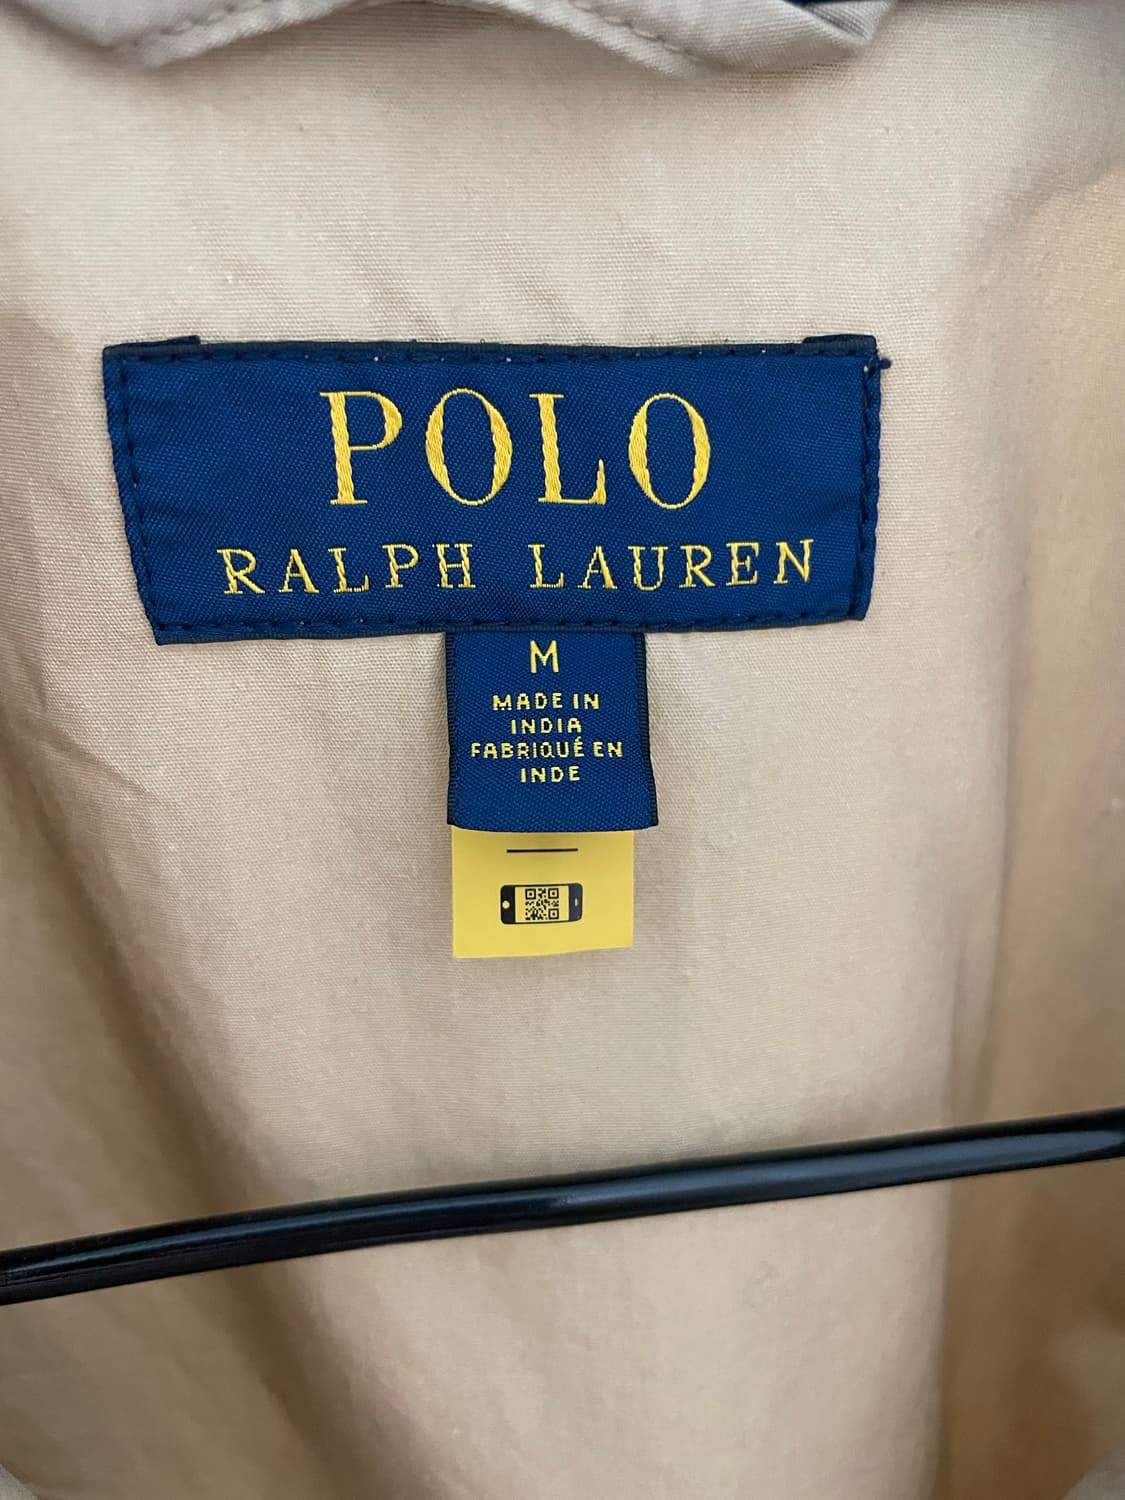 POLO
RALPH LAUREN
M
MADE IN
INDIA
FABRIQUÉ EN
INDE